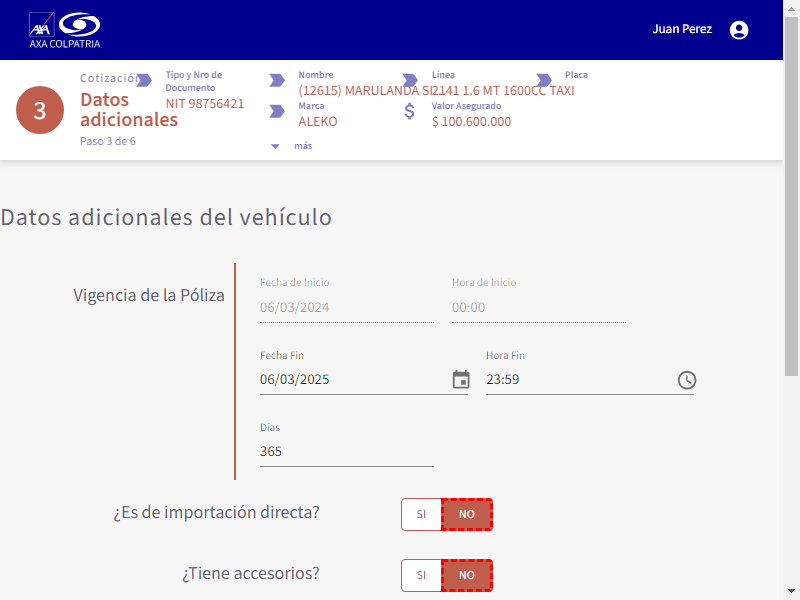 AXA
AXA COLPATRIA
Juan Perez
3
Cotización
Datos adicionales
Paso 3 de 6
Tipo y Nro de Documento
NIT 98756421
Nombre
(12615) MARULANDA SI
Marca
ALEKO
Línea
2141 1.6 MT 1600CC TAXI
Valor Asegurado
$ 100.600.000
Placa
más
Datos adicionales del vehículo
Vigencia de la Póliza
Fecha de Inicio
06/03/2024
Hora de Inicio
00:00
Fecha Fin
06/03/2025
Hora Fin
23:59
Días
365
¿Es de importación directa?
SI NO
¿Tiene accesorios?
SI NO